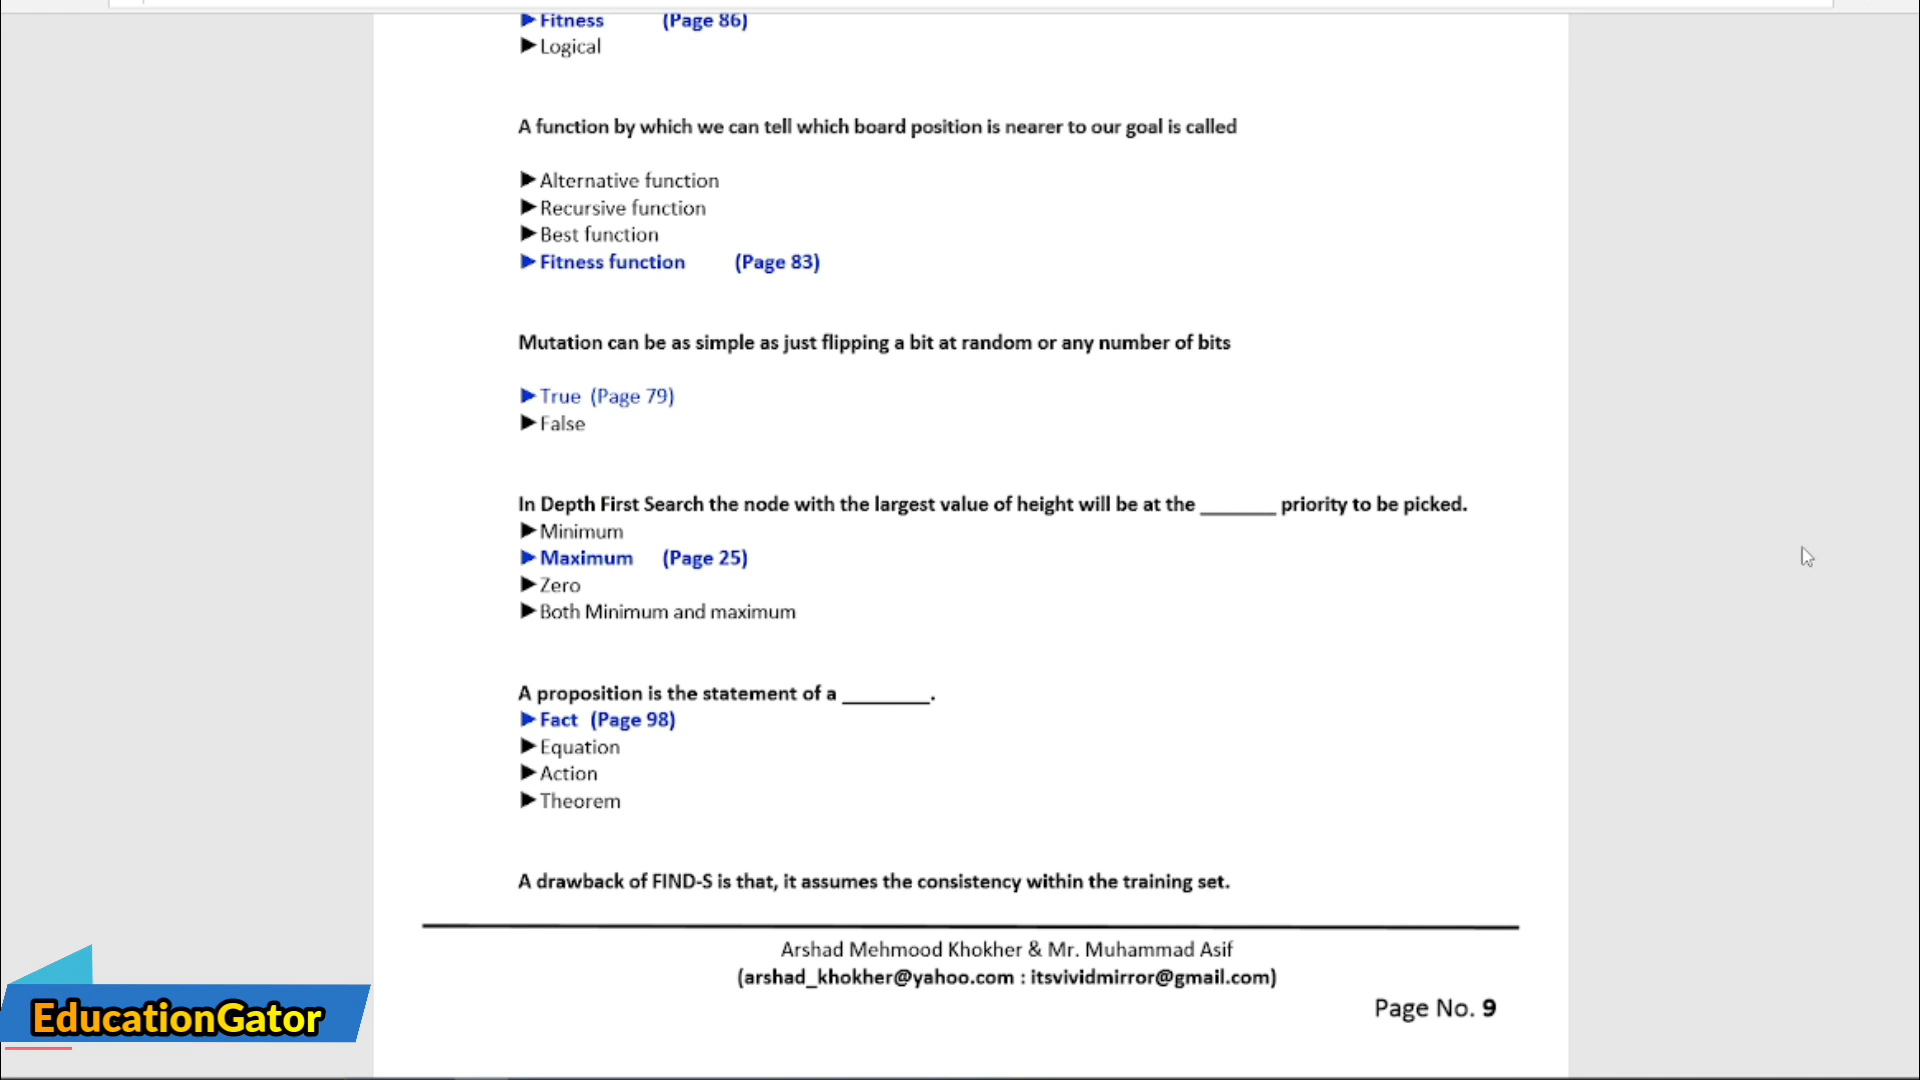 ►Fitness (Page 86)
►Logical
A function by which we can tell which board position is nearer to our goal is called
►Alternative function
►Recursive function
►Best function
►Fitness function (Page 83)
Mutation can be as simple as just flipping a bit at random or any number of bits
►True (Page 79)
►False
In Depth First Search the node with the largest value of height will be at the _______ priority to be picked.
►Minimum
►Maximum (Page 25)
►Zero
►Both Minimum and maximum
A proposition is the statement of a ________.
►Fact (Page 98)
►Equation
►Action
►Theorem
A drawback of FIND-S is that, it assumes the consistency within the training set.
Arshad Mehmood Khokher & Mr. Muhammad Asif
(arshad_khokher@yahoo.com : itsvividmirror@gmail.com)
Page No. 9
EducationGator